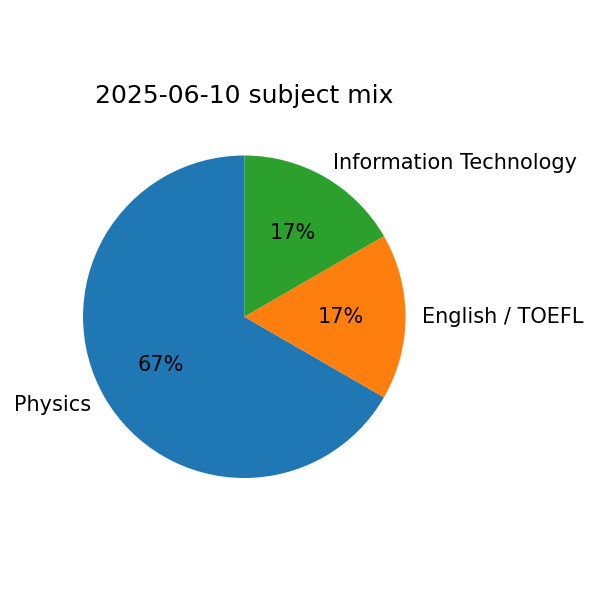 2025-06-10 subject mix
Information Technology
17%
17%
English / TOEFL
67%
Physics